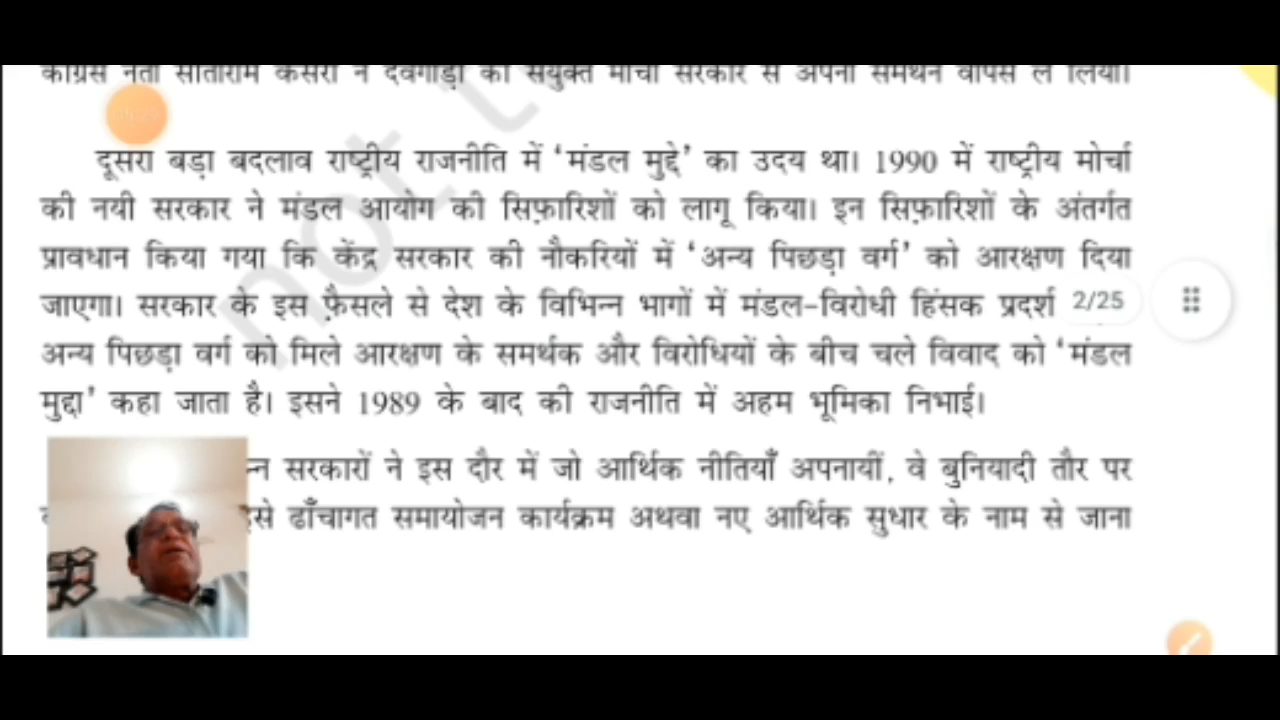 कांग्रेस नेता सीताराम केसरी ने देवगौड़ा की संयुक्त मोर्चा सरकार से अपना समर्थन वापस ले लिया।
दूसरा बड़ा बदलाव राष्ट्रीय राजनीति में ‘मंडल मुद्दे’ का उदय था। 1990 में राष्ट्रीय मोर्चा
की नयी सरकार ने मंडल आयोग की सिफ़ारिशों को लागू किया। इन सिफ़ारिशों के अंतर्गत
प्रावधान किया गया कि केंद्र सरकार की नौकरियों में ‘अन्य पिछड़ा वर्ग’ को आरक्षण दिया
जाएगा। सरकार के इस फ़ैसले से देश के विभिन्न भागों में मंडल-विरोधी हिंसक प्रदर्श 2/25
अन्य पिछड़ा वर्ग को मिले आरक्षण के समर्थक और विरोधियों के बीच चले विवाद को ‘मंडल
मुद्दा’ कहा जाता है। इसने 1989 के बाद की राजनीति में अहम भूमिका निभाई।
न्न सरकारों ने इस दौर में जो आर्थिक नीतियाँ अपनायीं, वे बुनियादी तौर पर
इसे ढाँचागत समायोजन कार्यक्रम अथवा नए आर्थिक सुधार के नाम से जाना
not t